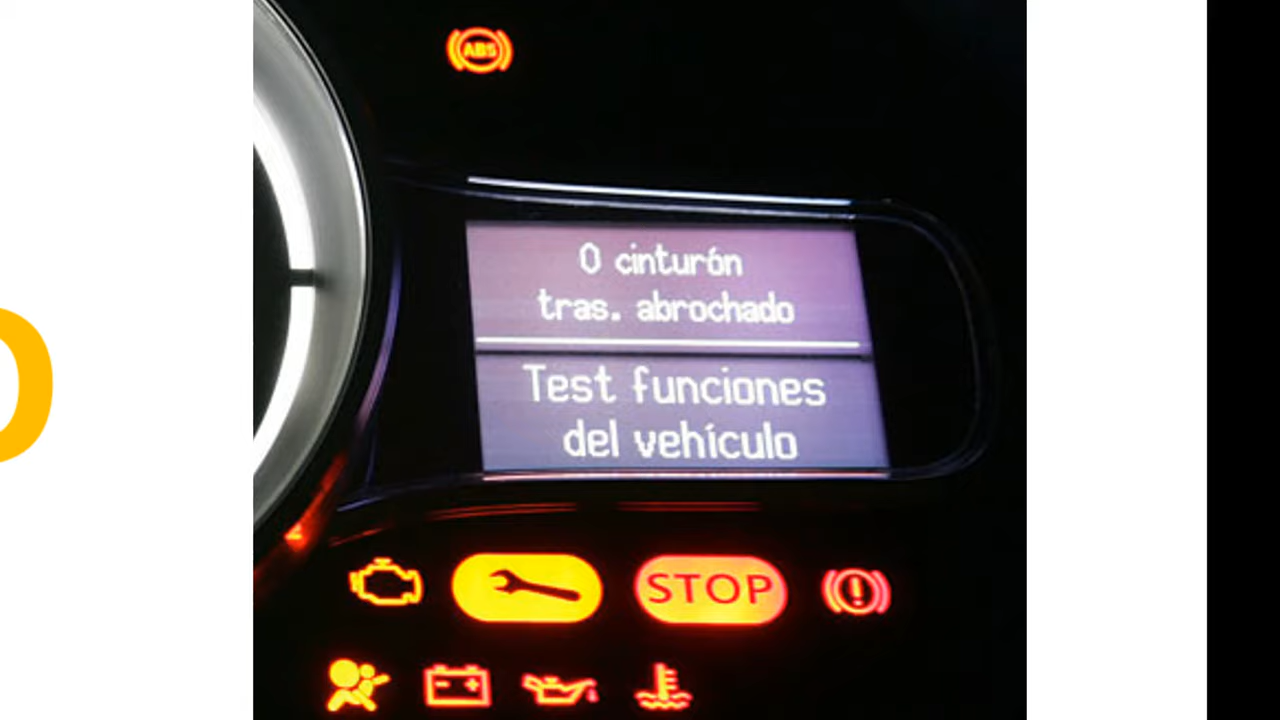 ABS
0 cinturón
tras. abrochado
Test funciones
del vehículo
STOP